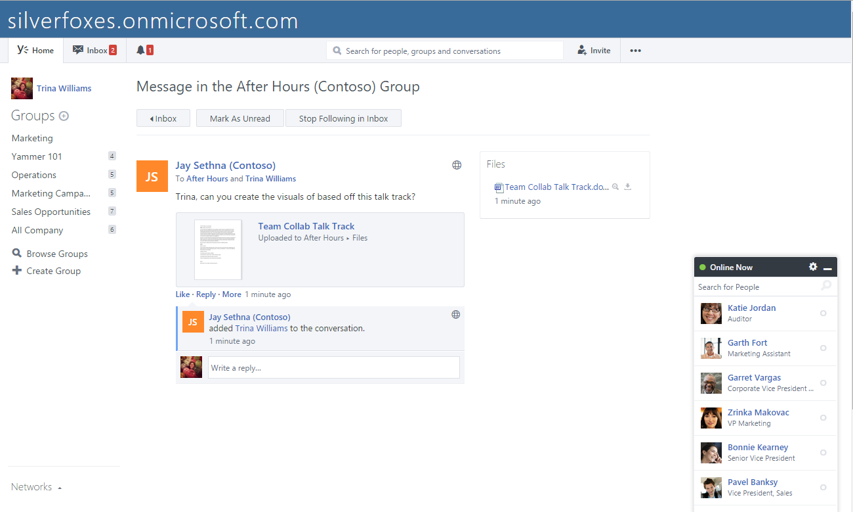 silverfoxes.onmicrosoft.com
Home
Inbox 2
1
Search for people, groups and conversations
Invite
Trina Williams
Groups
Marketing
Yammer 101 4
Operations 5
Marketing Campa... 5
Sales Opportunities 7
All Company 6
Browse Groups
Create Group
Networks
Message in the After Hours (Contoso) Group
Inbox
Mark As Unread
Stop Following in Inbox
JS
Jay Sethna (Contoso)
To After Hours and Trina Williams
Trina, can you create the visuals of based off this talk track?
Team Collab Talk Track
Uploaded to After Hours ▸ Files
Like · Reply · More 1 minute ago
JS
Jay Sethna (Contoso)
added Trina Williams to the conversation.
1 minute ago
Write a reply...
Files
Team Collab Talk Track.do...
1 minute ago
Online Now
Search for People
Katie Jordan
Auditor
Garth Fort
Marketing Assistant
Garret Vargas
Corporate Vice President ...
Zrinka Makovac
VP Marketing
Bonnie Kearney
Senior Vice President
Pavel Banksy
Vice President, Sales